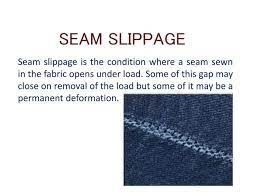 SEAM SLIPPAGE
Seam slippage is the condition where a seam sewn
in the fabric opens under load. Some of this gap may
close on removal of the load but some of it may be a
permanent deformation.